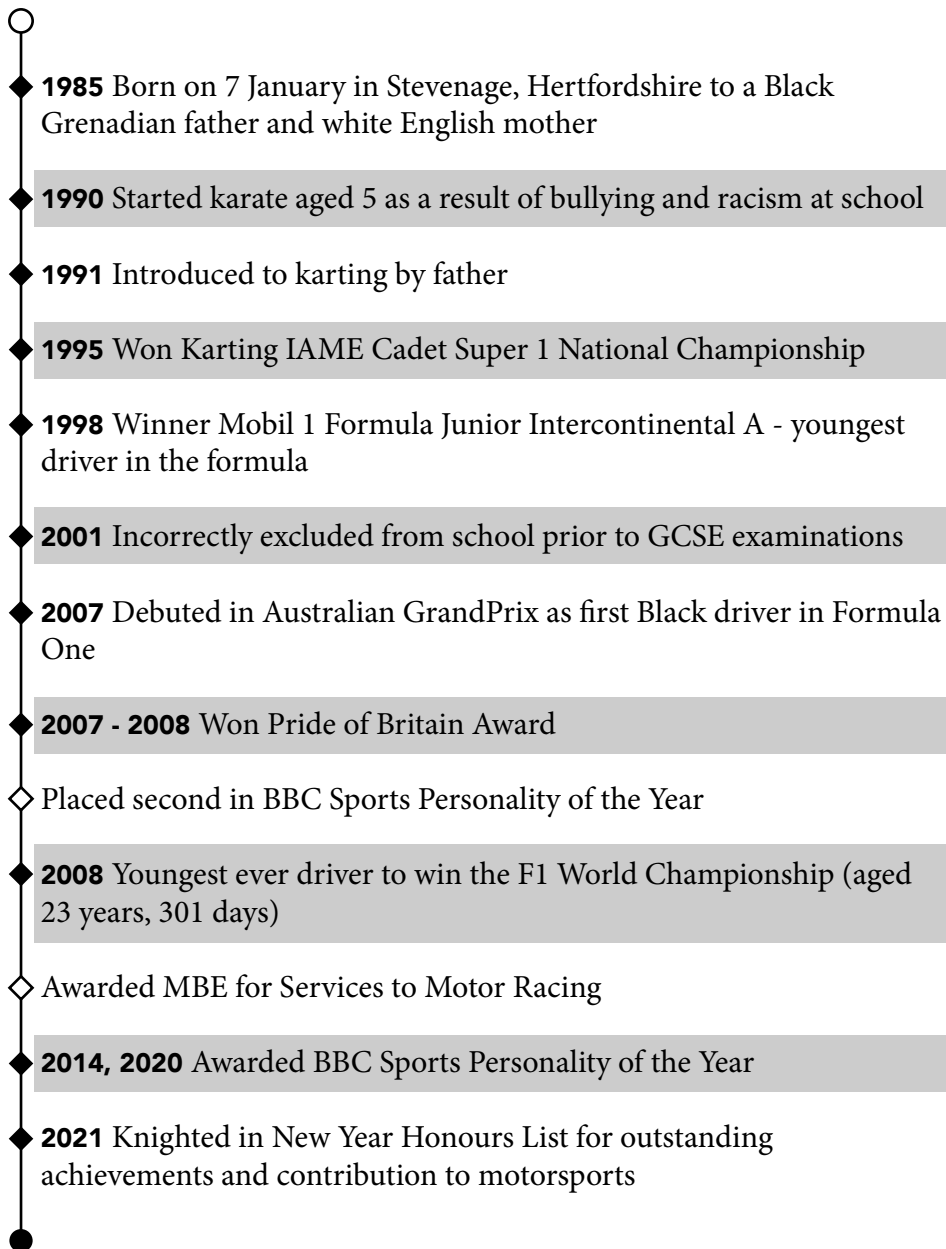 1985 Born on 7 January in Stevenage, Hertfordshire to a Black
Grenadian father and white English mother
1990 Started karate aged 5 as a result of bullying and racism at school
1991 Introduced to karting by father
1995 Won Karting IAME Cadet Super 1 National Championship
1998 Winner Mobil 1 Formula Junior Intercontinental A - youngest
driver in the formula
2001 Incorrectly excluded from school prior to GCSE examinations
2007 Debuted in Australian GrandPrix as first Black driver in Formula
One
2007 - 2008 Won Pride of Britain Award
Placed second in BBC Sports Personality of the Year
2008 Youngest ever driver to win the F1 World Championship (aged
23 years, 301 days)
Awarded MBE for Services to Motor Racing
2014, 2020 Awarded BBC Sports Personality of the Year
2021 Knighted in New Year Honours List for outstanding
achievements and contribution to motorsports